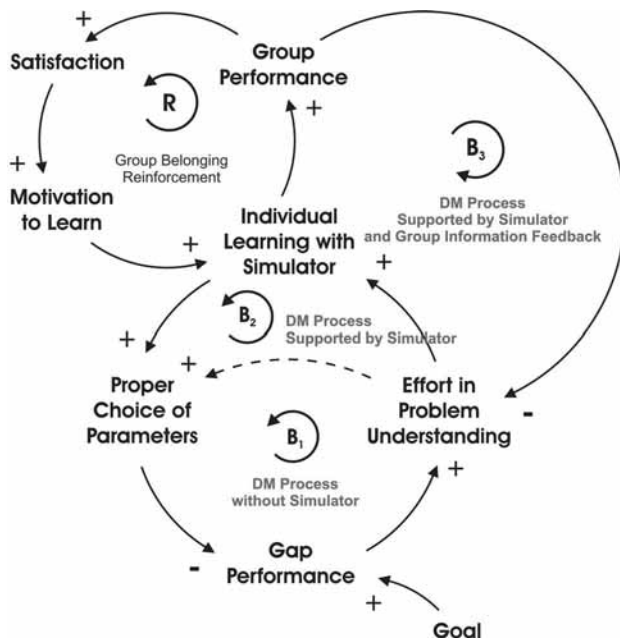 +
Satisfaction
Group
Performance
R
+
B3
+
Group Belonging
Reinforcement
Motivation
to Learn
DM Process
Supported by Simulator
and Group Information Feedback
Individual
Learning with
Simulator
+
+
B2
DM Process
Supported by Simulator
+
+
Proper
Choice of
Parameters
Effort in
Problem
Understanding
-
B1
+
DM Process
without Simulator
-
Gap
Performance
+
Goal